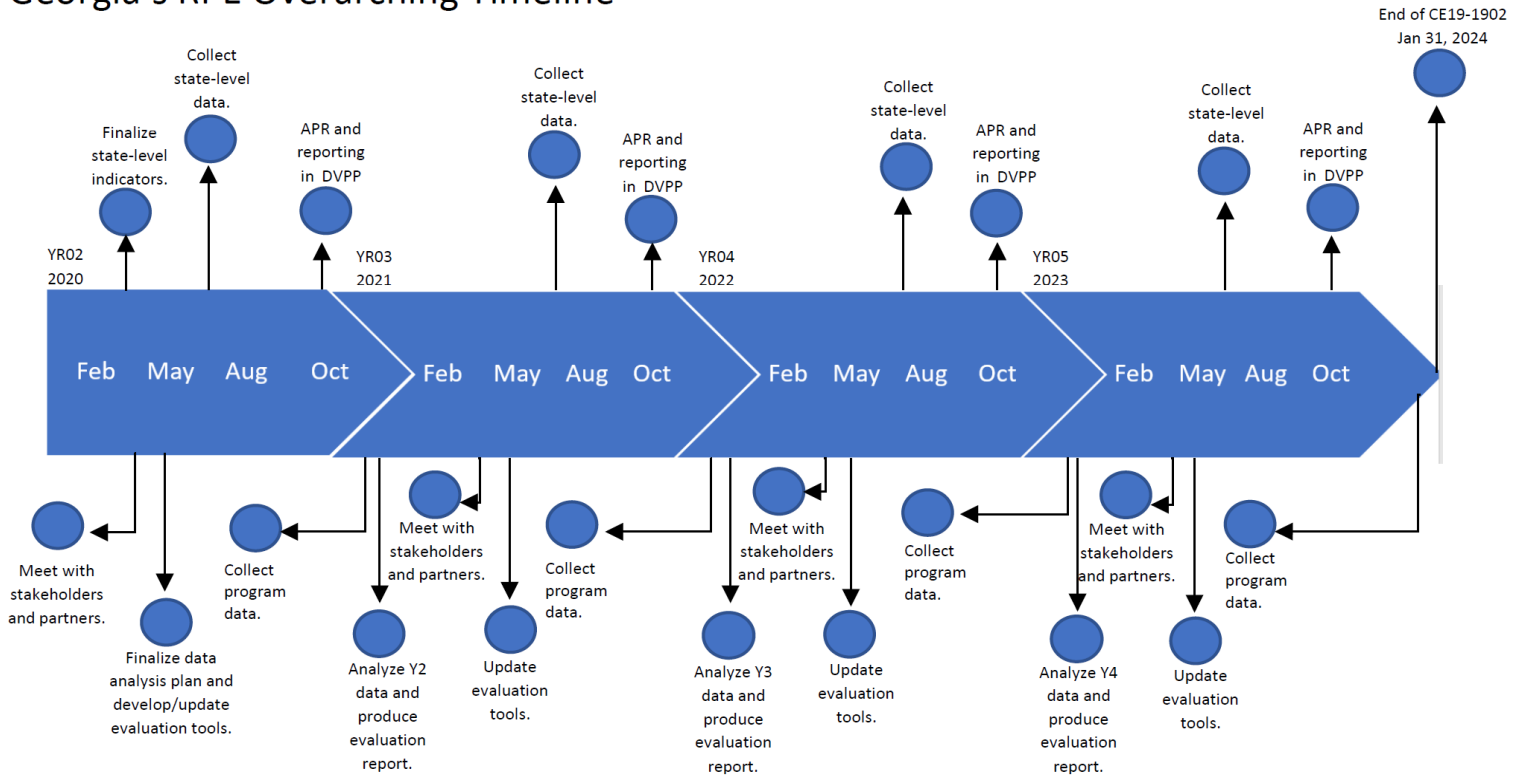 Georgia's RPE Overarching Timeline
End of CE19-1902
Jan 31, 2024
Collect
state-level
data.
Finalize
state-level
indicators.
APR and
reporting
in DVPP
Collect
state-level
data.
APR and
reporting
in DVPP
Collect
state-level
data.
APR and
reporting
in DVPP
Collect
state-level
data.
APR and
reporting
in DVPP
YR02
2020
YR03
2021
YR04
2022
YR05
2023
Feb May Aug Oct
Feb May Aug Oct
Feb May Aug Oct
Feb May Aug Oct
Meet with
stakeholders
and partners.
Finalize data
analysis plan and
develop/update
evaluation tools.
Collect
program
data.
Analyze Y2
data and
produce
evaluation
report.
Meet with
stakeholders
and partners.
Update
evaluation
tools.
Collect
program
data.
Analyze Y3
data and
produce
evaluation
report.
Meet with
stakeholders
and partners.
Update
evaluation
tools.
Collect
program
data.
Analyze Y4
data and
produce
evaluation
report.
Meet with
stakeholders
and partners.
Update
evaluation
tools.
Collect
program
data.